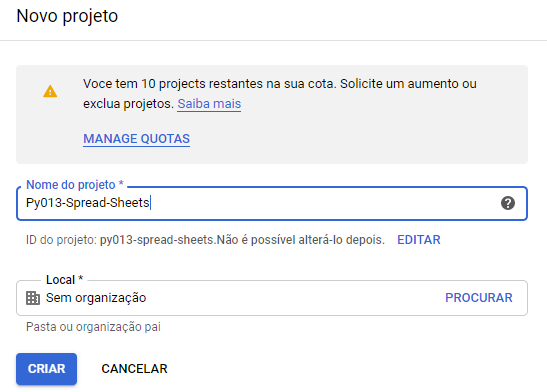 Novo projeto
Voce tem 10 projects restantes na sua cota. Solicite um aumento ou
exclua projetos. Saiba mais
MANAGE QUOTAS
Nome do projeto *
Py013-Spread-Sheets
ID do projeto: py013-spread-sheets.Não é possível alterá-lo depois. EDITAR
Local *
Sem organização PROCURAR
Pasta ou organização pai
CRIAR CANCELAR